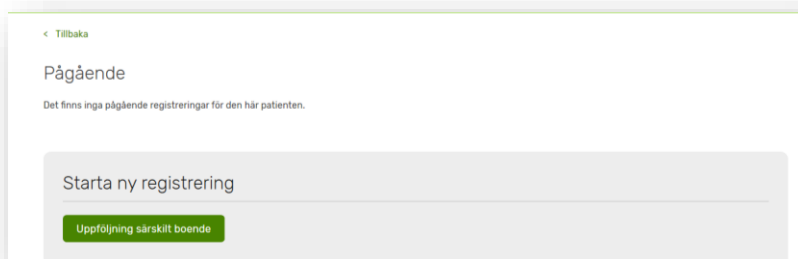 < Tillbaka
Pågående
Det finns inga pågående registreringar för den här patienten.
Starta ny registrering
Uppföljning särskilt boende